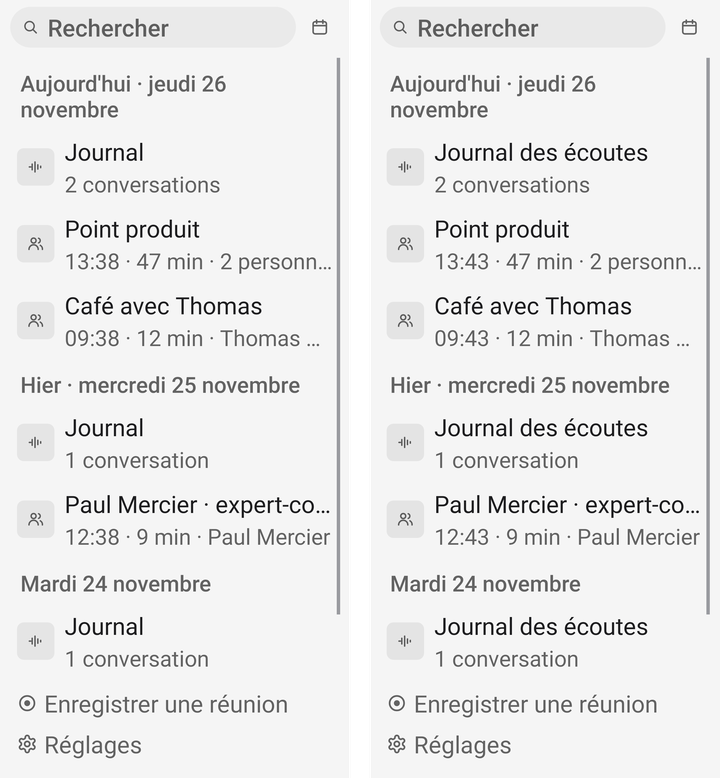 Rechercher
Aujourd'hui · jeudi 26
novembre
Journal
2 conversations
Point produit
13:38 · 47 min · 2 personn...
Café avec Thomas
09:38 · 12 min · Thomas ...
Hier · mercredi 25 novembre
Journal
1 conversation
Paul Mercier · expert-co...
12:38 · 9 min · Paul Mercier
Mardi 24 novembre
Journal
1 conversation
Enregistrer une réunion
Réglages
Rechercher
Aujourd'hui · jeudi 26
novembre
Journal des écoutes
2 conversations
Point produit
13:43 · 47 min · 2 personn...
Café avec Thomas
09:43 · 12 min · Thomas ...
Hier · mercredi 25 novembre
Journal des écoutes
1 conversation
Paul Mercier · expert-co...
12:43 · 9 min · Paul Mercier
Mardi 24 novembre
Journal des écoutes
1 conversation
Enregistrer une réunion
Réglages